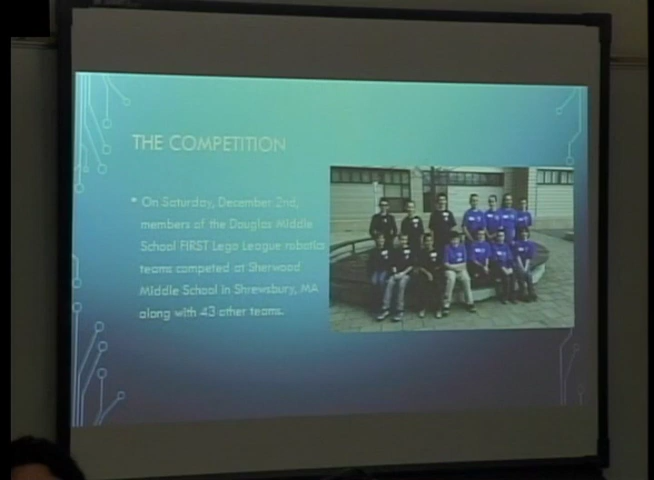 THE COMPETITION
• On Saturday, December 2nd,
members of the Douglas Middle
School FIRST Lego League robotics
teams competed at Sherwood
Middle School in Shrewsbury, MA
along with 43 other teams.